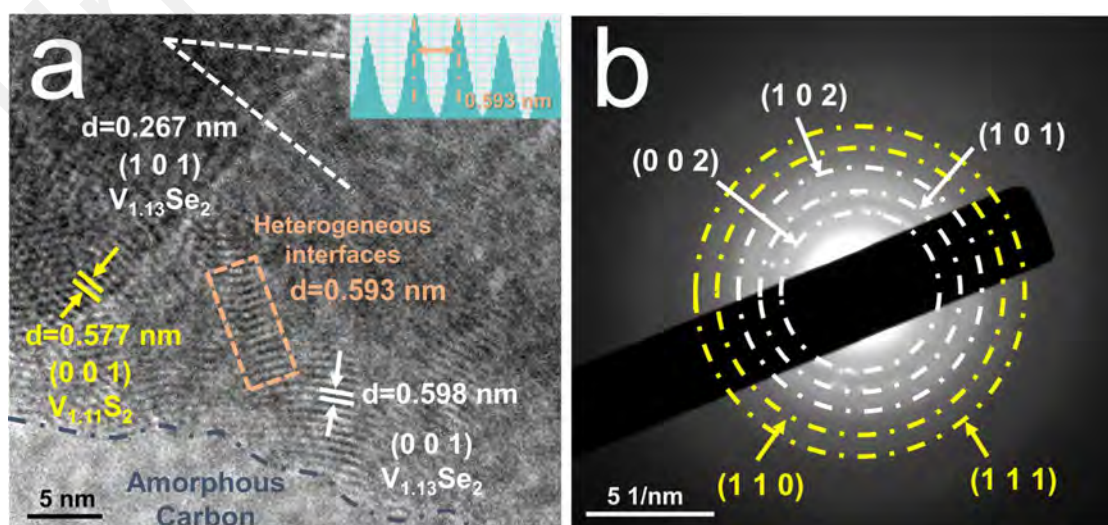 a
0.593 nm
d=0.267 nm
(1 0 1)
V1.13Se2
Heterogeneous
interfaces
d=0.593 nm
d=0.577 nm
(0 0 1)
V1.11S2
d=0.598 nm
(0 0 1)
V1.13Se2
Amorphous
Carbon
5 nm
b
(1 0 2)
(1 0 1)
(0 0 2)
(1 1 0)
(1 1 1)
5 1/nm